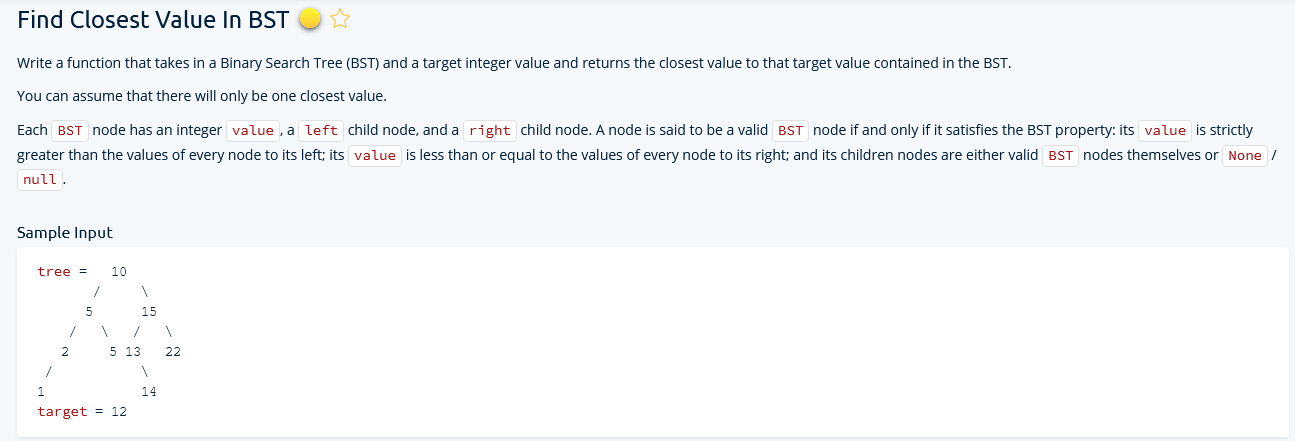 Find Closest Value In BST
Write a function that takes in a Binary Search Tree (BST) and a target integer value and returns the closest value to that target value contained in the BST.
You can assume that there will only be one closest value.
Each BST node has an integer value , a left child node, and a right child node. A node is said to be a valid BST node if and only if it satisfies the BST property: its value is strictly
greater than the values of every node to its left; its value is less than or equal to the values of every node to its right; and its children nodes are either valid BST nodes themselves or None /
null .
Sample Input
tree =   10
       /     \
      5      15
    /   \   /   \
   2     5 13   22
 /           \
1            14
target = 12